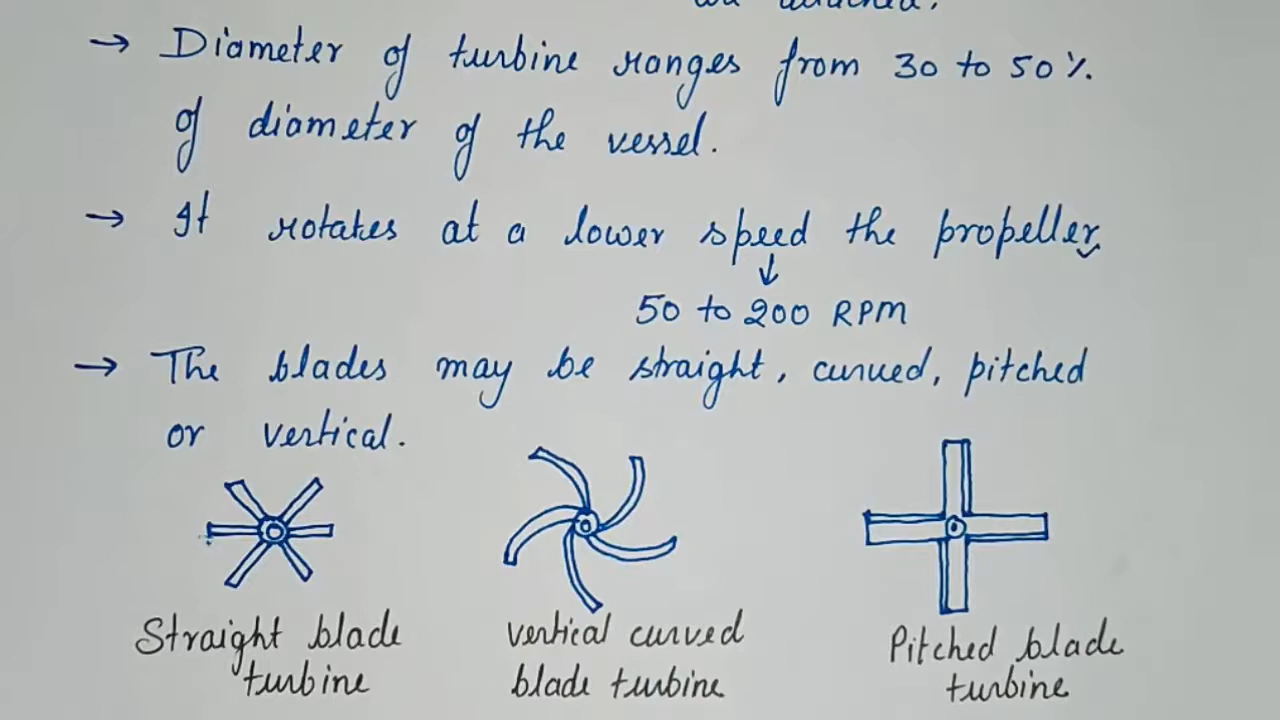 → Diameter of turbine ranges from 30 to 50%
of diameter of the vessel.
→ It rotates at a lower speed the propeller
↓
50 to 200 RPM
→ The blades may be straight, curved, pitched
or vertical.
Straight blade
turbine
vertical curved
blade turbine
Pitched blade
turbine